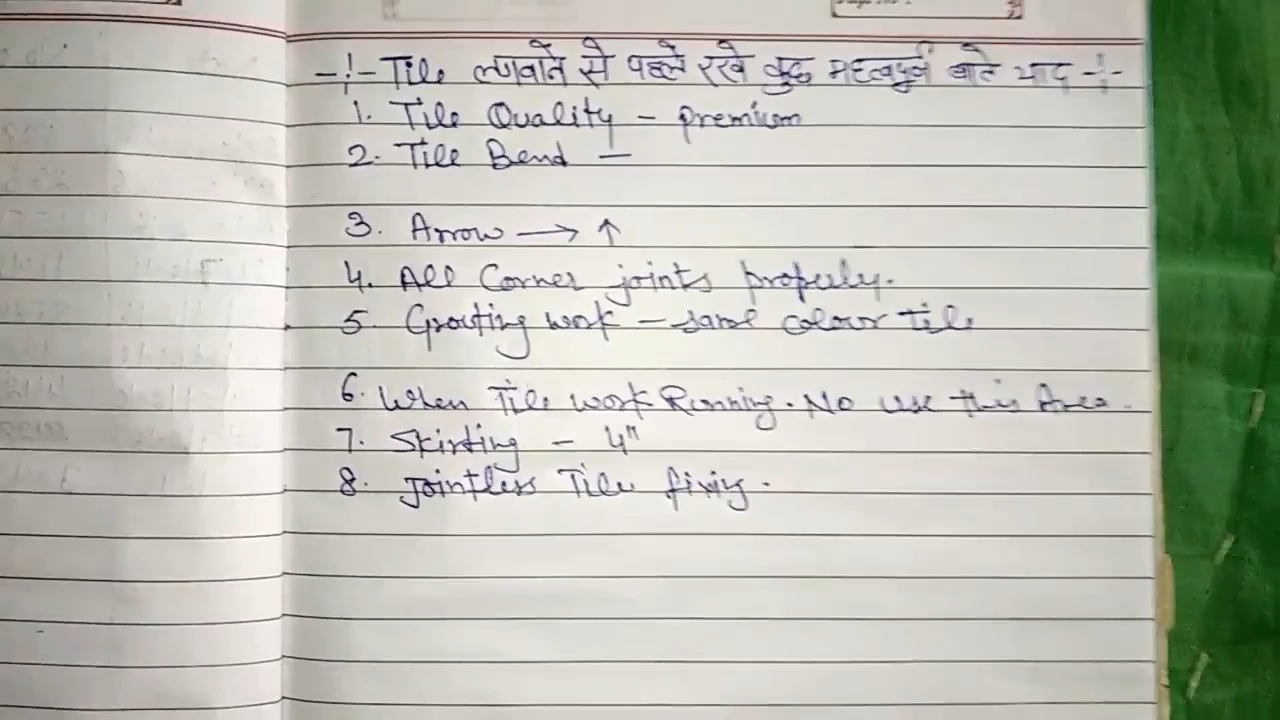 -:- Tile लगवाने से पहले रखे कुछ महत्वपूर्ण बाते याद -:-
1. Tile Quality - premium
2. Tile Bend -
3. Arrow → ↑
4. All Corner joints properly.
5. Grouting work - same colour tile
6. When Tile work Running. No use this Area.
7. Skirting - 4"
8. Jointless Tile fixing.